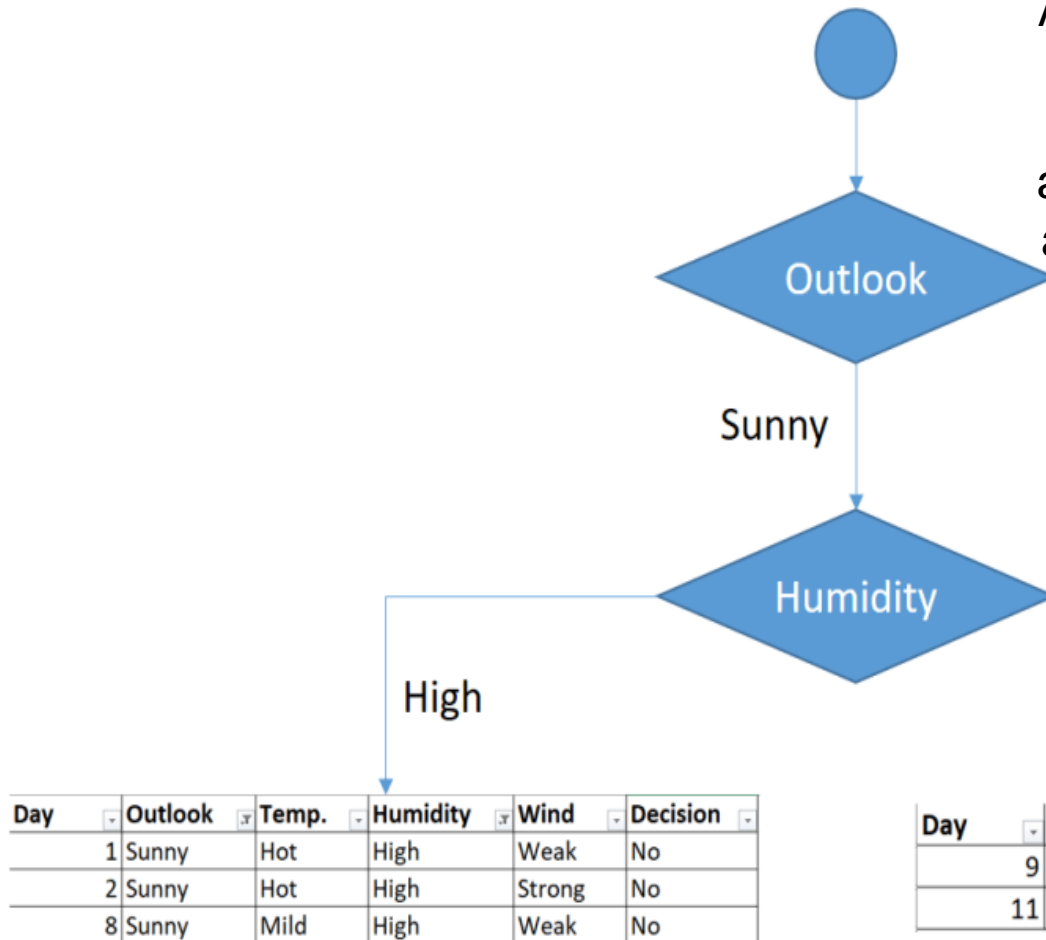 a
Outlook
Sunny
Humidity
High
Day Outlook Temp. Humidity Wind Decision
1 Sunny Hot High Weak No
2 Sunny Hot High Strong No
8 Sunny Mild High Weak No
Day
9
11